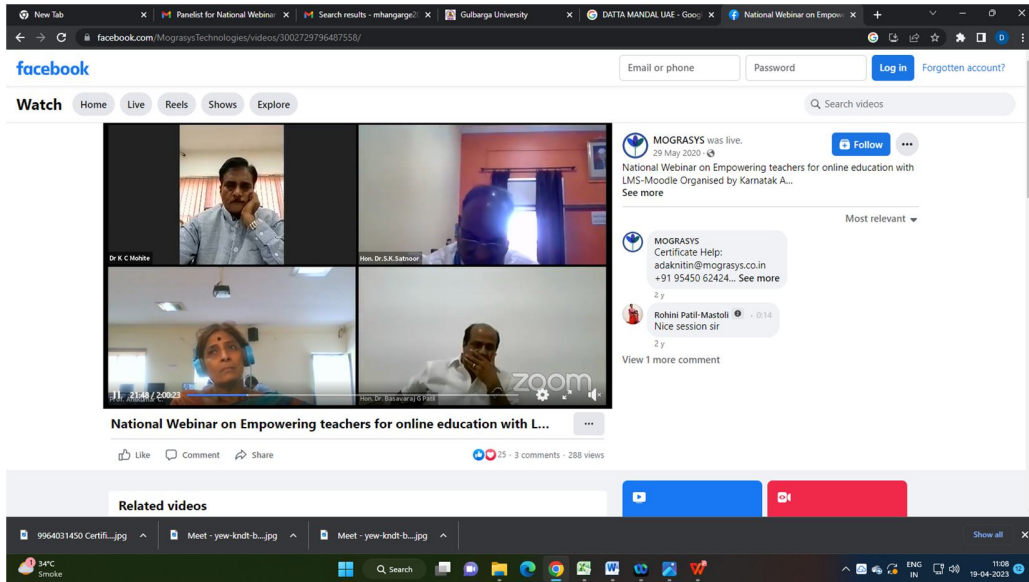 New Tab
Panelist for National Webinar
Search results - mhangarge2
Gulbarga University
DATTA MANDAL UAE - Goog
National Webinar on Empow
facebook.com/MograsysTechnologies/videos/3002729796487558/
facebook
Email or phone
Password
Log in
Forgotten account?
Watch
Home
Live
Reels
Shows
Explore
Search videos
Dr K C Mohite
Hon. Dr.S.K.Satnoor
21:48 / 2:00:23
Hon. Dr. Basavaraj G Patil
zoom
MOGRASYS was live.
29 May 2020
Follow
National Webinar on Empowering teachers for online education with
LMS-Moodle Organised by Karnatak A...
See more
Most relevant
MOGRASYS
Certificate Help:
adaknitin@mograsys.co.in
+91 95450 62424... See more
2 y
Rohini Patil-Mastoli · 0:14
Nice session sir
2 y
View 1 more comment
National Webinar on Empowering teachers for online education with L...
Like
Comment
Share
25 · 3 comments · 288 views
Related videos
9964031450 Certifi....jpg
Meet - yew-kndt-b....jpg
Meet - yew-kndt-b....jpg
Show all
34°C
Smoke
Search
ENG
IN
11:08
19-04-2023